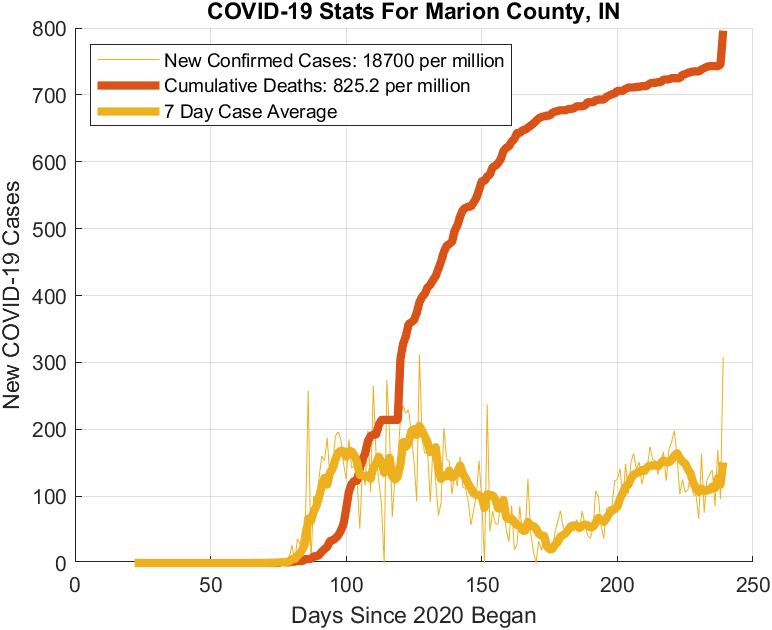 COVID-19 Stats For Marion County, IN
New Confirmed Cases: 18700 per million
Cumulative Deaths: 825.2 per million
7 Day Case Average
New COVID-19 Cases
800
700
600
500
400
300
200
100
0
0 50 100 150 200 250
Days Since 2020 Began